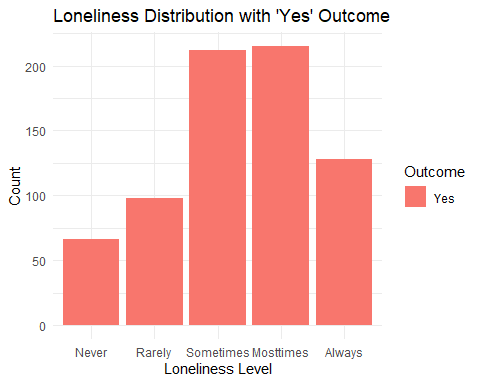 Loneliness Distribution with 'Yes' Outcome
Count
200
150
100
50
0
Never Rarely Sometimes Mosttimes Always
Loneliness Level
Outcome
Yes